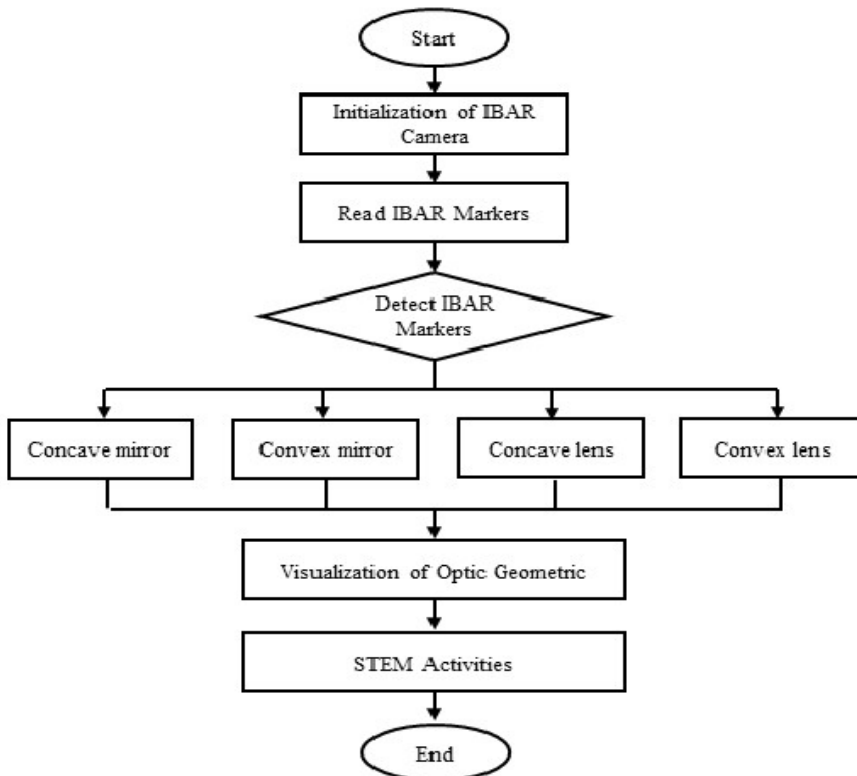 Start
Initialization of IBAR
Camera
Read IBAR Markers
Detect IBAR
Markers
Concave mirror
Convex mirror
Concave lens
Convex lens
Visualization of Optic Geometric
STEM Activities
End